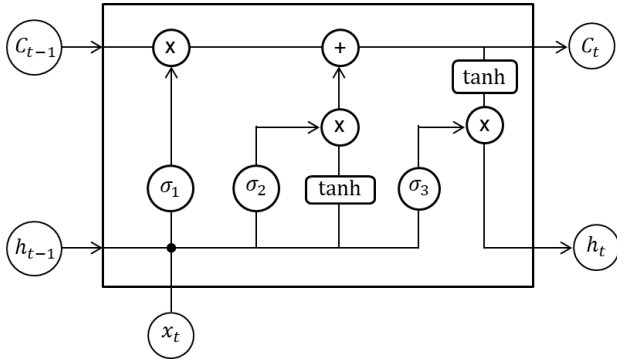 C_{t−1} x + C_t
tanh
x x
σ_1 σ_2 tanh σ_3
h_{t−1} h_t
x_t